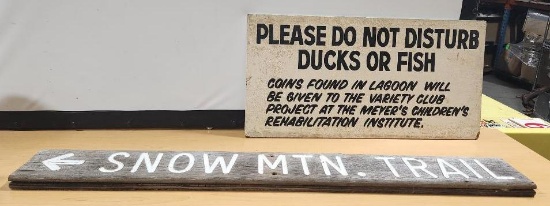 PLEASE DO NOT DISTURB
DUCKS OR FISH
COINS FOUND IN LAGOON WILL
BE GIVEN TO THE VARIETY CLUB
PROJECT AT THE MEYER'S CHILDREN'S
REHABILITATION INSTITUTE.
← SNOW MTN. TRAIL